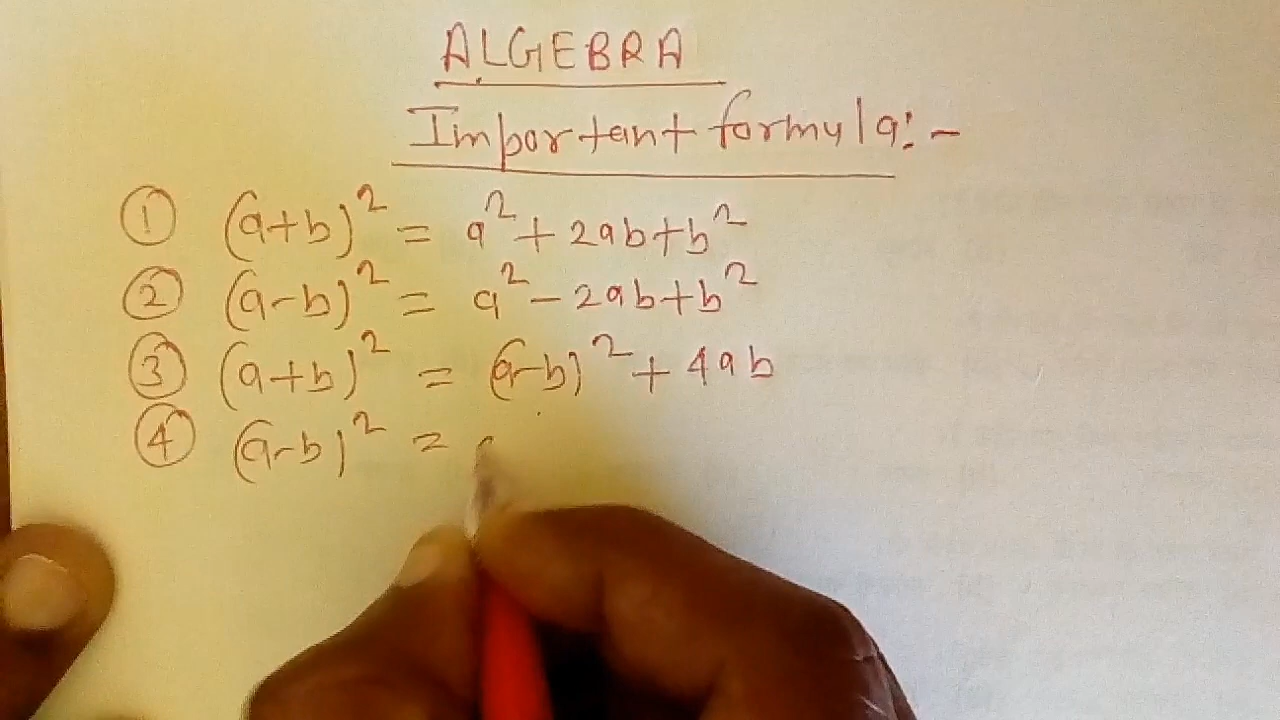 ALGEBRA
Important formula:-
① (a+b)² = a²+2ab+b²
② (a-b)² = a²-2ab+b²
③ (a+b)² = (a-b)²+4ab
④ (a-b)² =